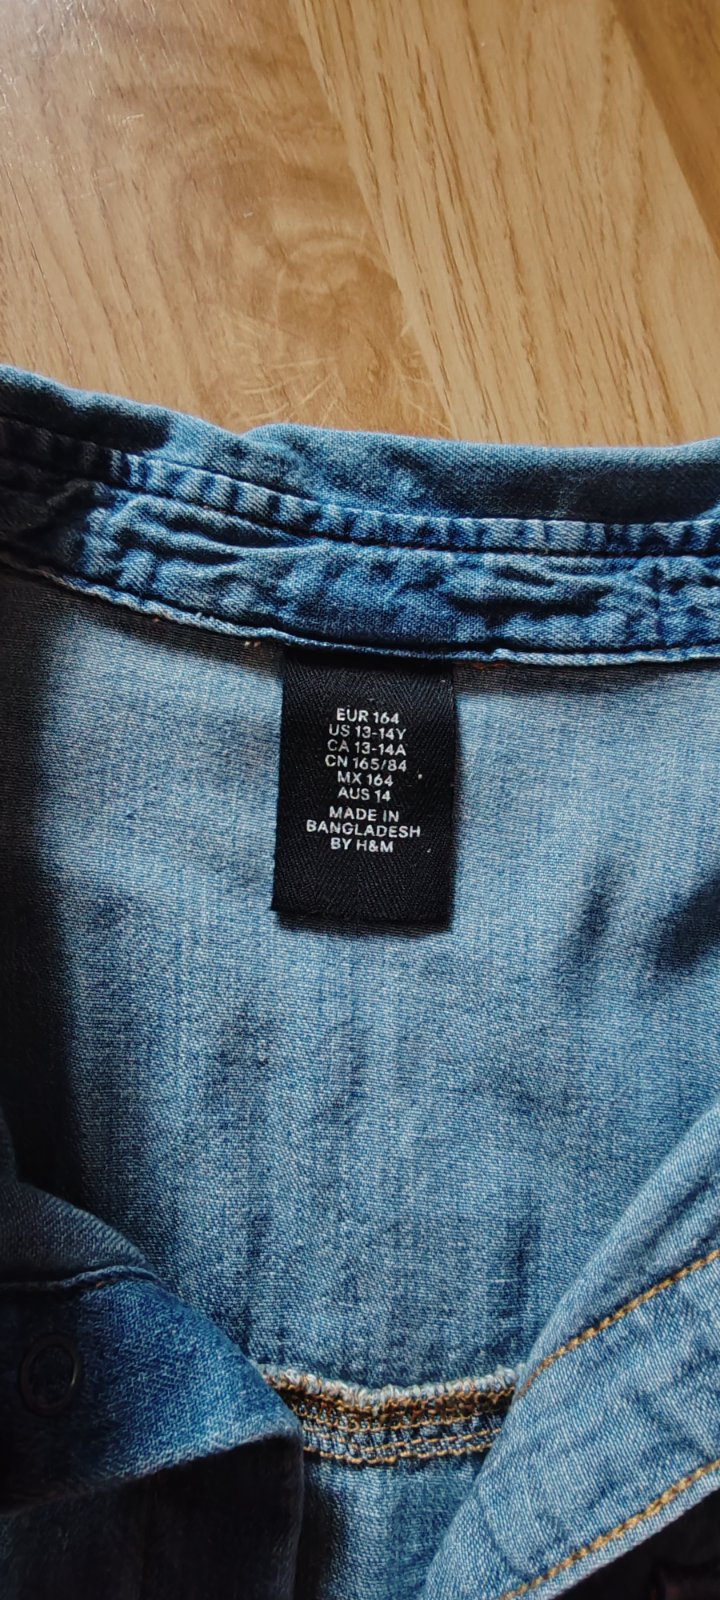 EUR 164
US 13-14Y
CA 13-14A
CN 165/84
MX 164
AUS 14
MADE IN
BANGLADESH
BY H&M